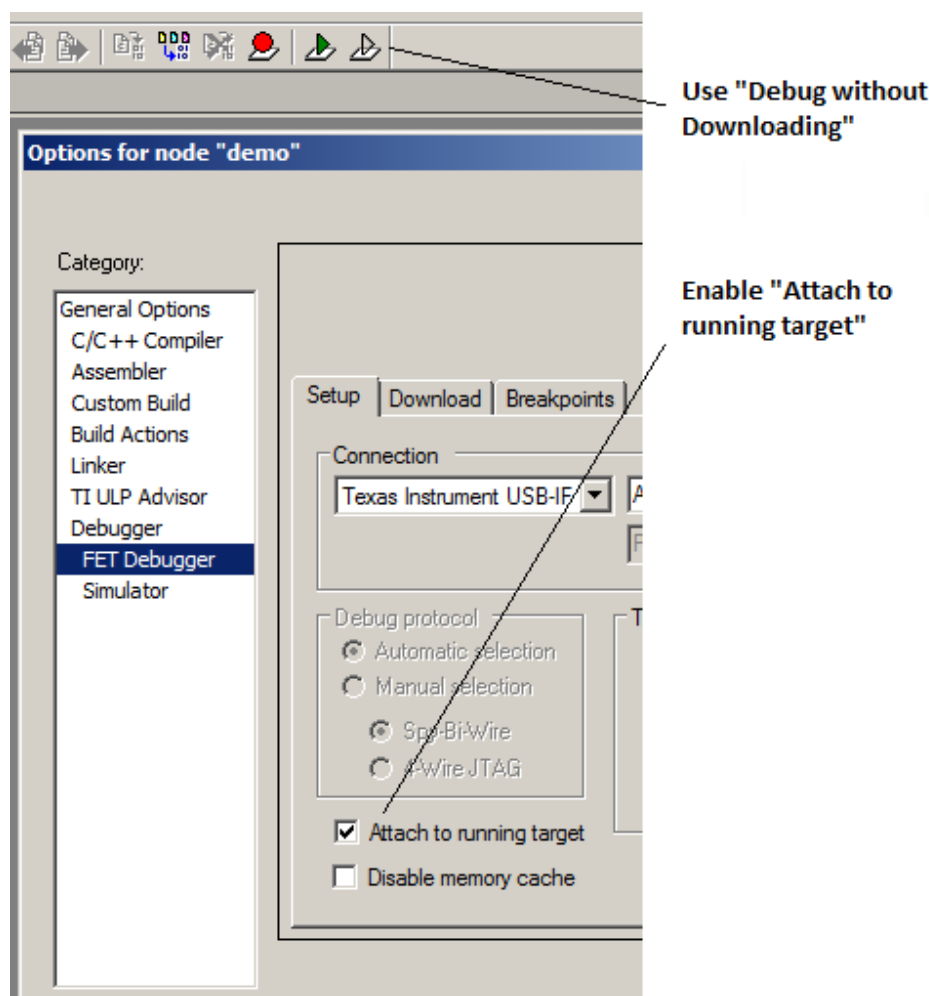 Use "Debug without
Downloading"
Options for node "demo"
Category:
Enable "Attach to
running target"
General Options
C/C++ Compiler
Assembler
Custom Build
Build Actions
Linker
TI ULP Advisor
Debugger
FET Debugger
Simulator
Setup
Download
Breakpoints
Connection
Texas Instrument USB-IF
A
Debug protocol
T
Automatic selection
Manual selection
Spy-Bi-Wire
4-Wire JTAG
Attach to running target
Disable memory cache